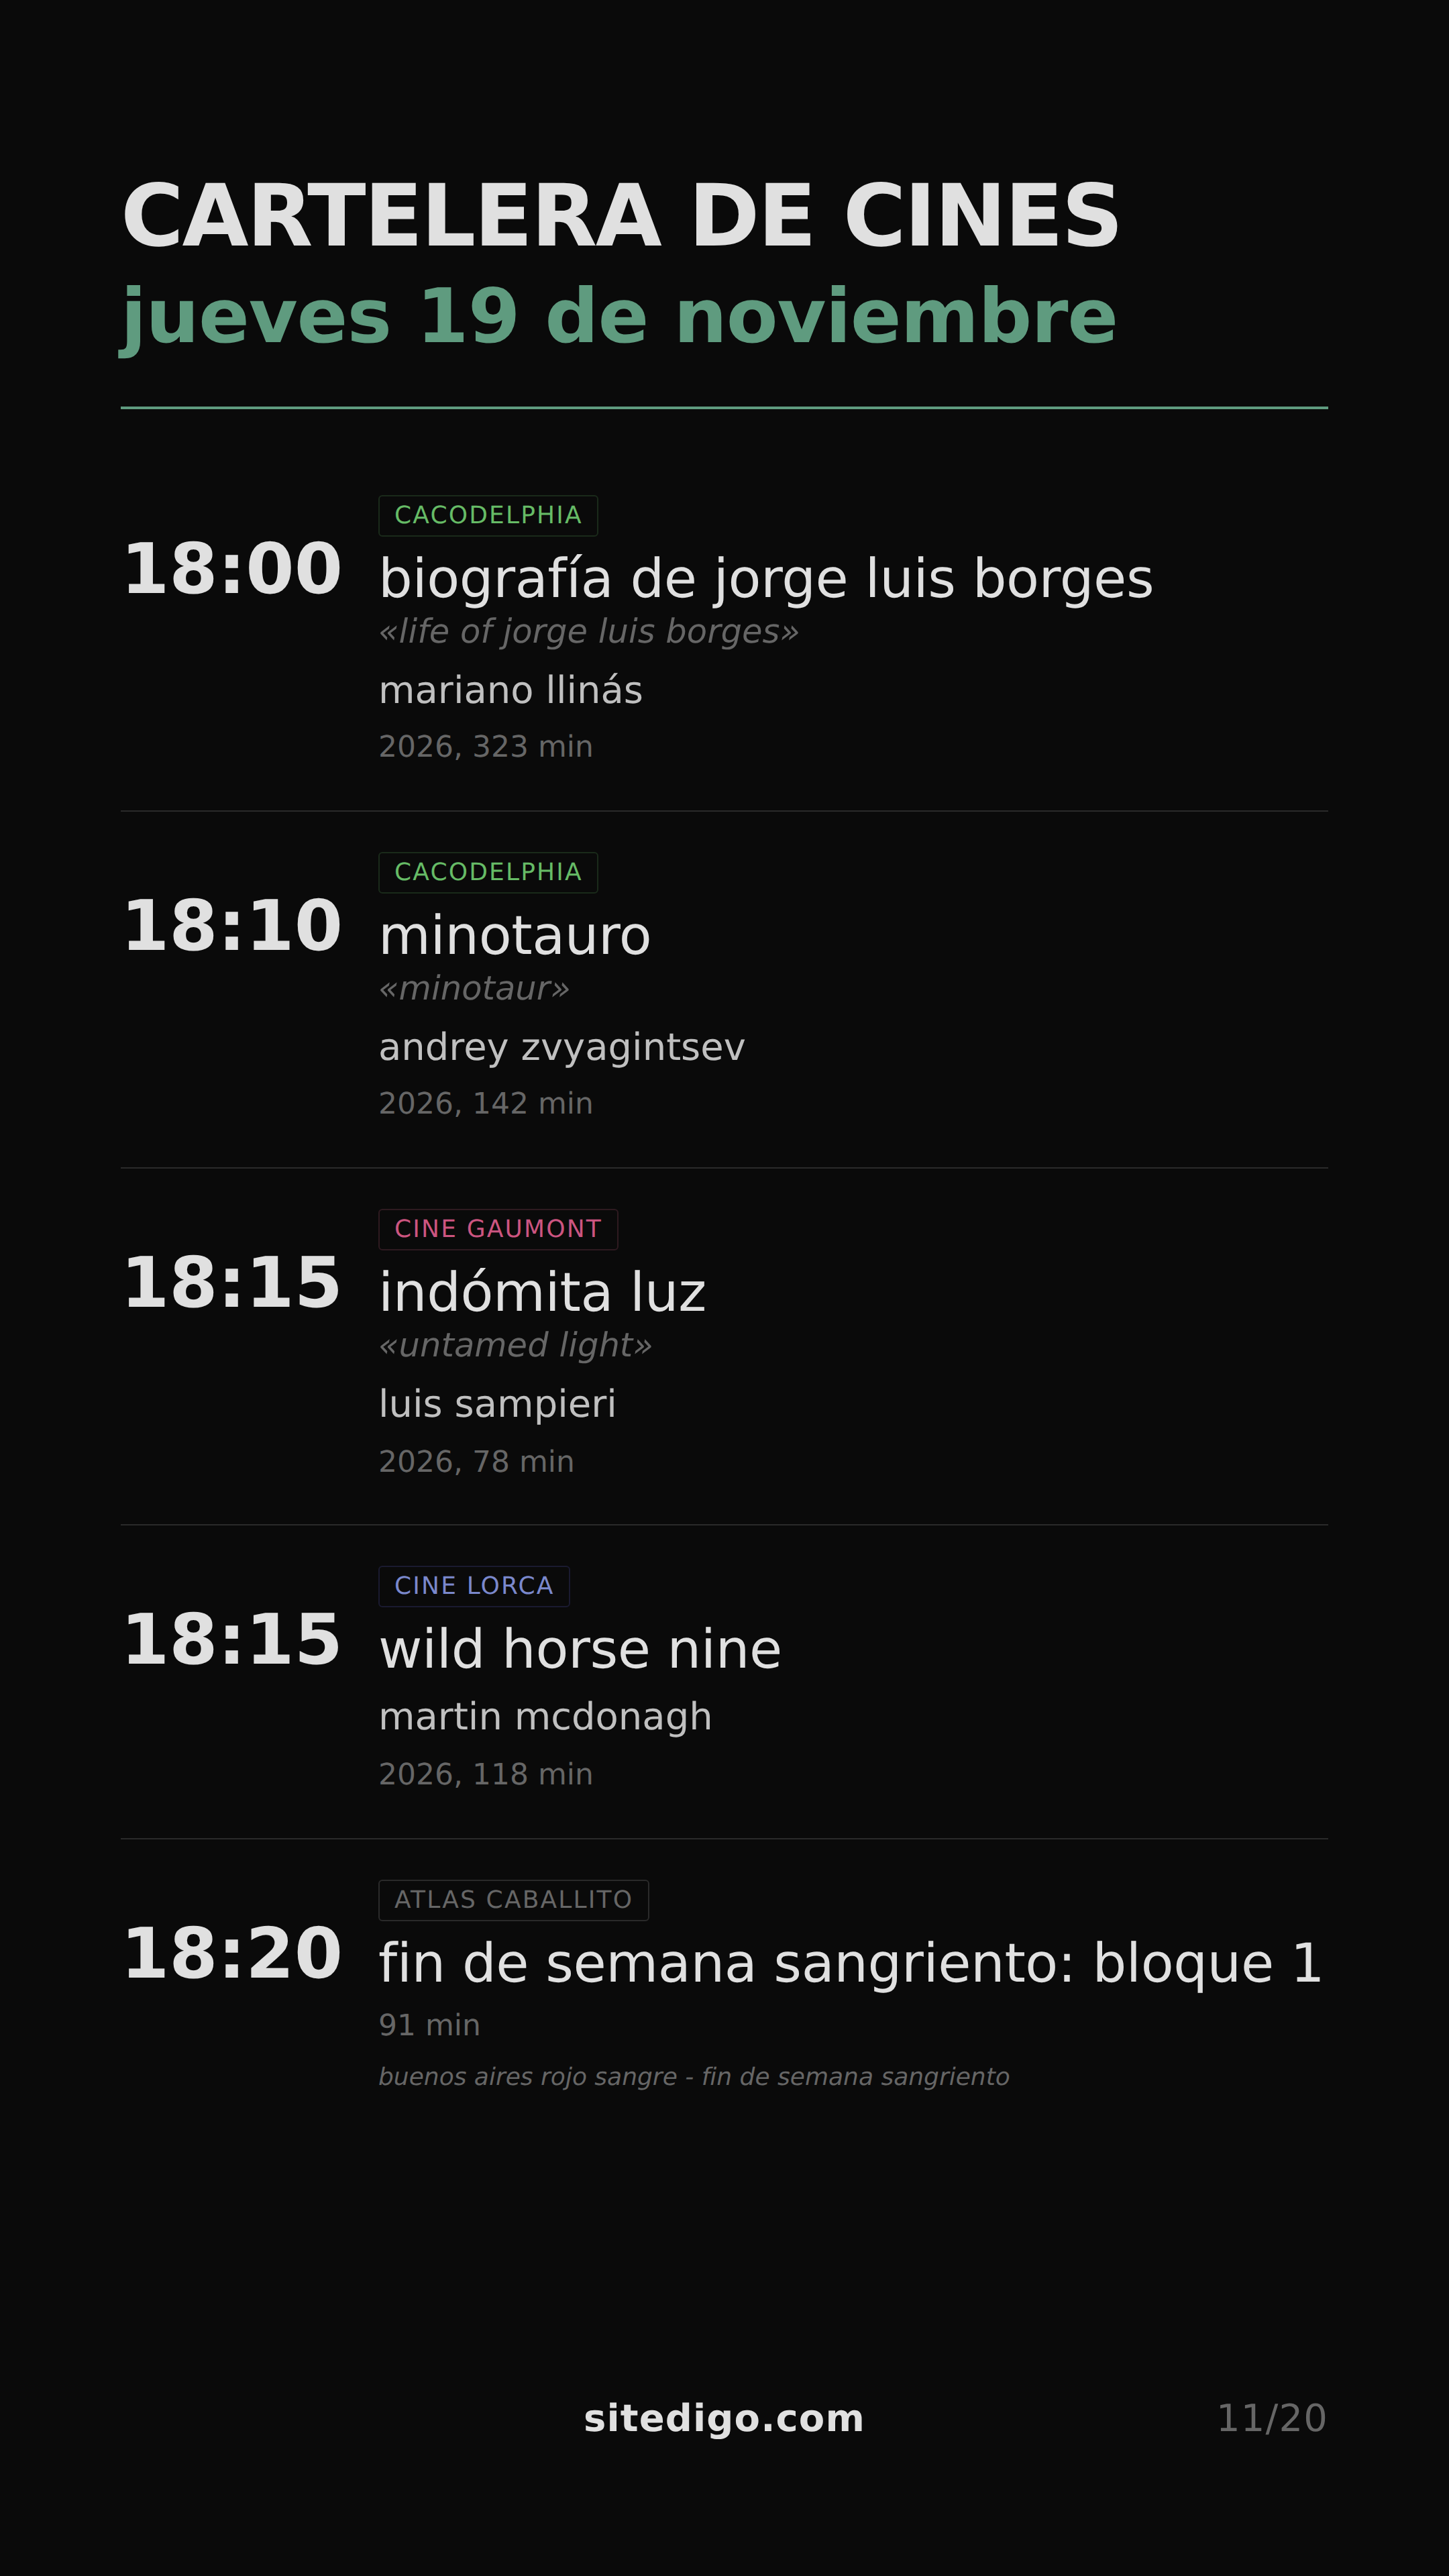 CARTELERA DE CINES
jueves 19 de noviembre
CACODELPHIA
18:00
biografía de jorge luis borges
«life of jorge luis borges»
mariano llinás
2026, 323 min
CACODELPHIA
18:10
minotauro
«minotaur»
andrey zvyagintsev
2026, 142 min
CINE GAUMONT
18:15
indómita luz
«untamed light»
luis sampieri
2026, 78 min
CINE LORCA
18:15
wild horse nine
martin mcdonagh
2026, 118 min
ATLAS CABALLITO
18:20
fin de semana sangriento: bloque 1
91 min
buenos aires rojo sangre - fin de semana sangriento
sitedigo.com
11/20